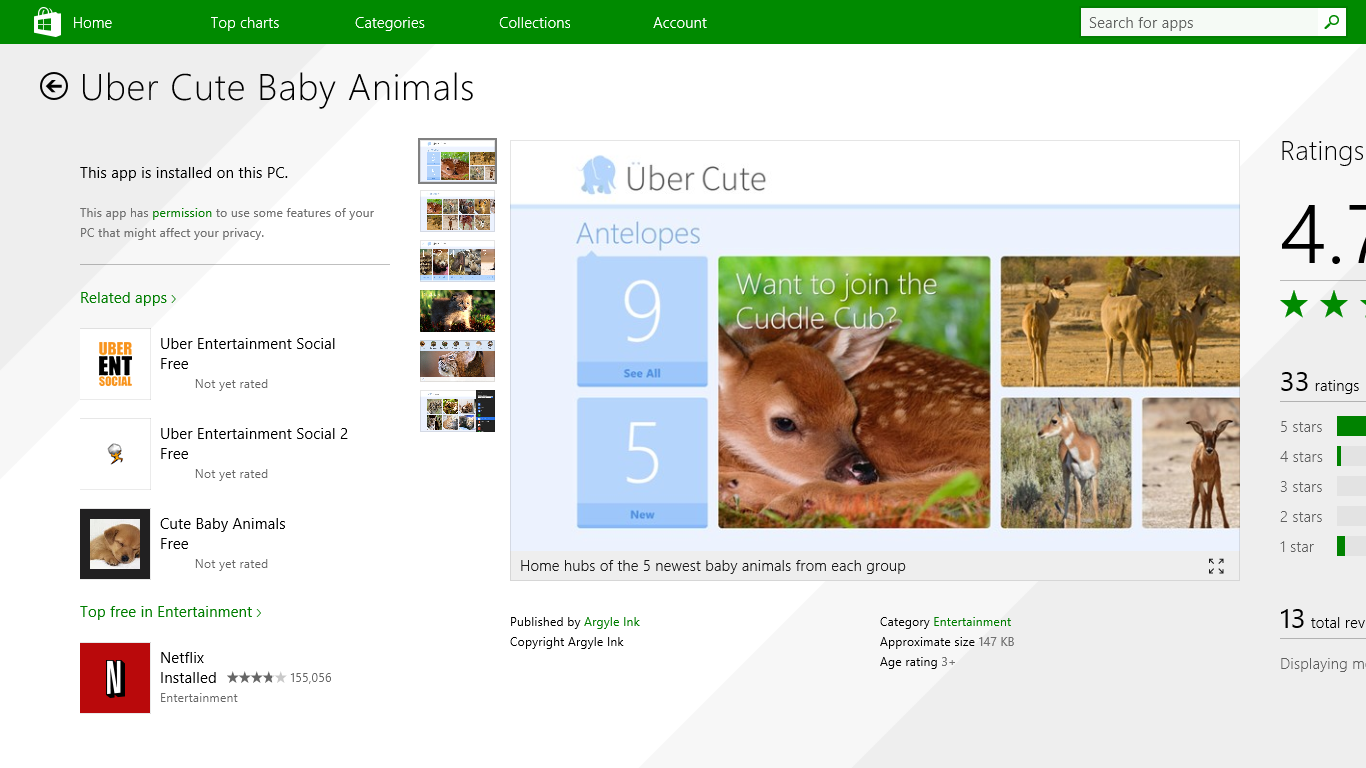 Home
Top charts
Categories
Collections
Account
Search for apps
Uber Cute Baby Animals
This app is installed on this PC.
This app has permission to use some features of your
PC that might affect your privacy.
Related apps ›
UBER
ENT
SOCIAL
Uber Entertainment Social
Free
Not yet rated
Uber Entertainment Social 2
Free
Not yet rated
Cute Baby Animals
Free
Not yet rated
Top free in Entertainment ›
N
Netflix
Installed
155,056
Entertainment
Über Cute
Antelopes
9
See All
5
New
Want to join the
Cuddle Cub?
Home hubs of the 5 newest baby animals from each group
Published by Argyle Ink
Copyright Argyle Ink
Category Entertainment
Approximate size 147 KB
Age rating 3+
Ratings
4.7
33 ratings
5 stars
4 stars
3 stars
2 stars
1 star
13 total rev
Displaying mo